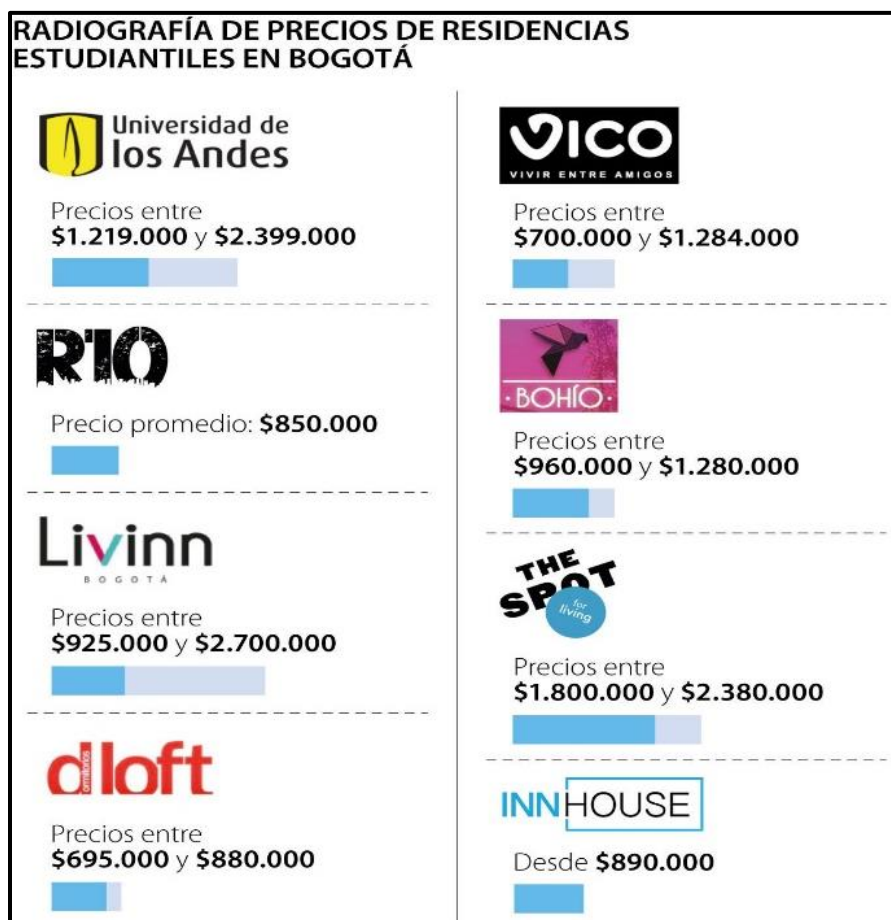 RADIOGRAFÍA DE PRECIOS DE RESIDENCIAS
ESTUDIANTILES EN BOGOTÁ
Universidad de
los Andes
Precios entre
$1.219.000 y $2.399.000
R10
Precio promedio: $850.000
Livinn
BOGOTÁ
Precios entre
$925.000 y $2.700.000
dormitorios loft
Precios entre
$695.000 y $880.000
VICO
VIVIR ENTRE AMIGOS
Precios entre
$700.000 y $1.284.000
·BOHÍO·
Precios entre
$960.000 y $1.280.000
THE
SPOT
for
living
Precios entre
$1.800.000 y $2.380.000
INNHOUSE
Desde $890.000